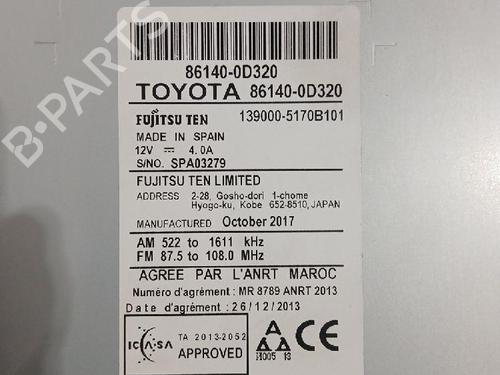 B-PARTS
86140-0D320
TOYOTA 86140-0D320
FUJITSU TEN 139000-5170B101
MADE IN SPAIN
12V ⎓ 4.0A
S/NO. SPA03279
FUJITSU TEN LIMITED
ADDRESS 2-28, Gosho-dori 1-chome
Hyogo-ku, Kobe 652-8510, JAPAN
MANUFACTURED October 2017
AM 522 to 1611 kHz
FM 87.5 to 108.0 MHz
AGREE PAR L'ANRT MAROC
Numéro d'agrément : MR 8789 ANRT 2013
Date d'agrément : 26/12/2013
ICASA TA 2013-2052
APPROVED
H005 13